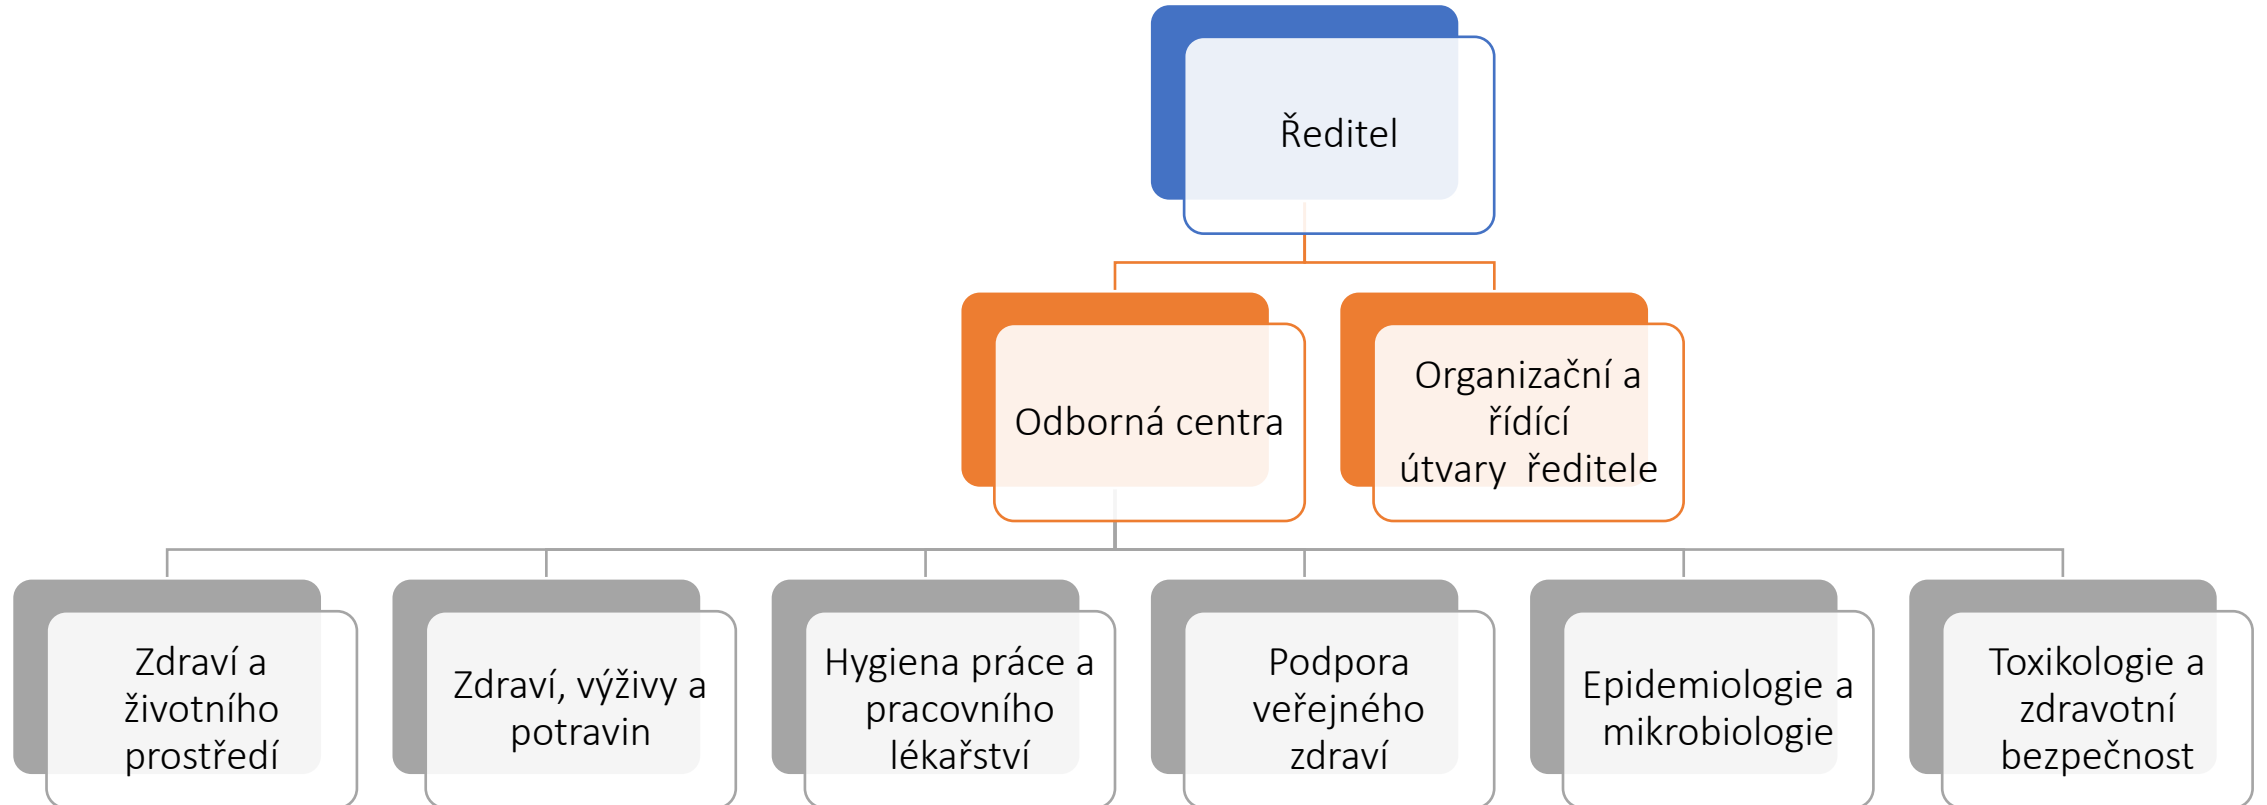 Ředitel
Odborná centra
Organizační a
řídící
útvary  ředitele
Zdraví a
životního
prostředí
Zdraví, výživy a
potravin
Hygiena práce a
pracovního
lékařství
Podpora
veřejného
zdraví
Epidemiologie a
mikrobiologie
Toxikologie a
zdravotní
bezpečnost